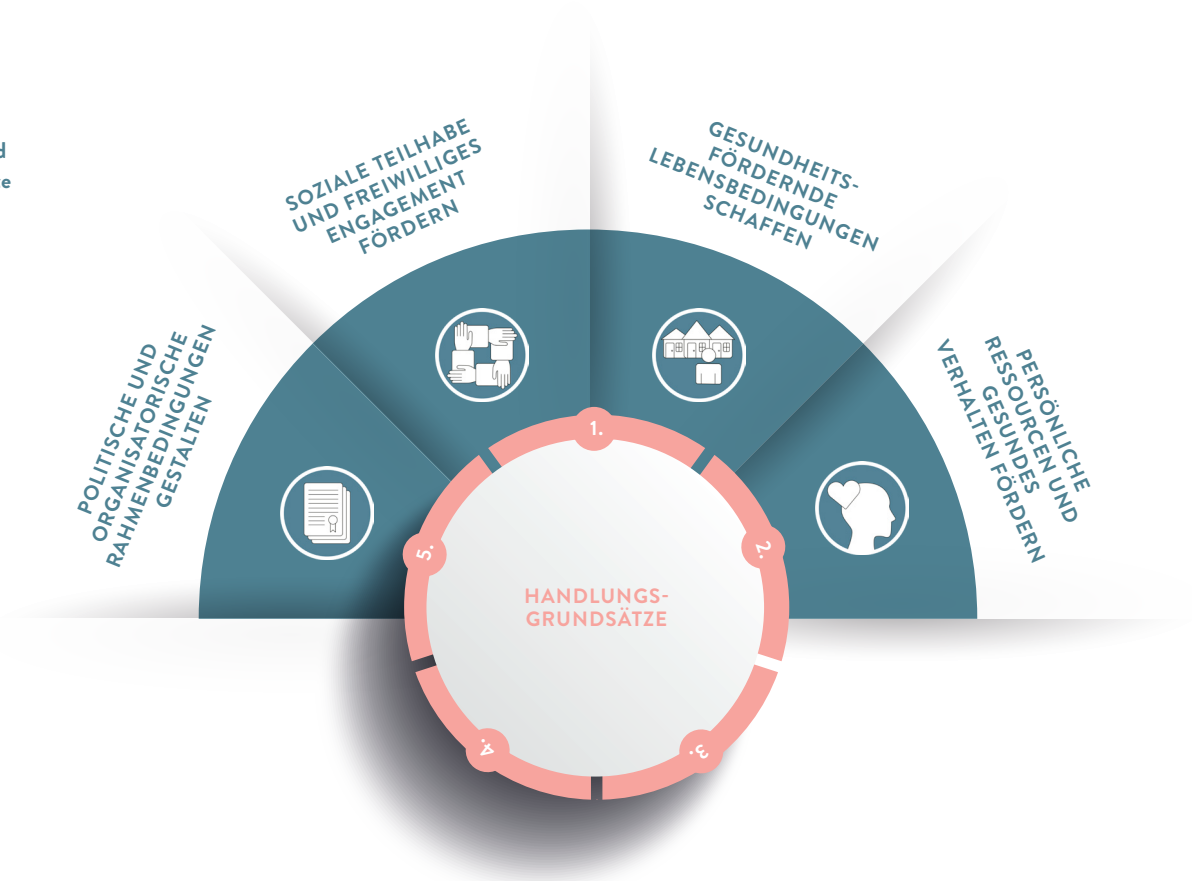 POLITISCHE UND
ORGANISATORISCHE
RAHMENBEDINGUNGEN
GESTALTEN
SOZIALE TEILHABE
UND FREIWILLIGES
ENGAGEMENT
FÖRDERN
GESUNDHEITS-
FÖRDERNDE
LEBENSBEDINGUNGEN
SCHAFFEN
PERSÖNLICHE
RESSOURCEN UND
GESUNDES
VERHALTEN FÖRDERN
1.
2.
3.
4.
5.
HANDLUNGS-
GRUNDSÄTZE